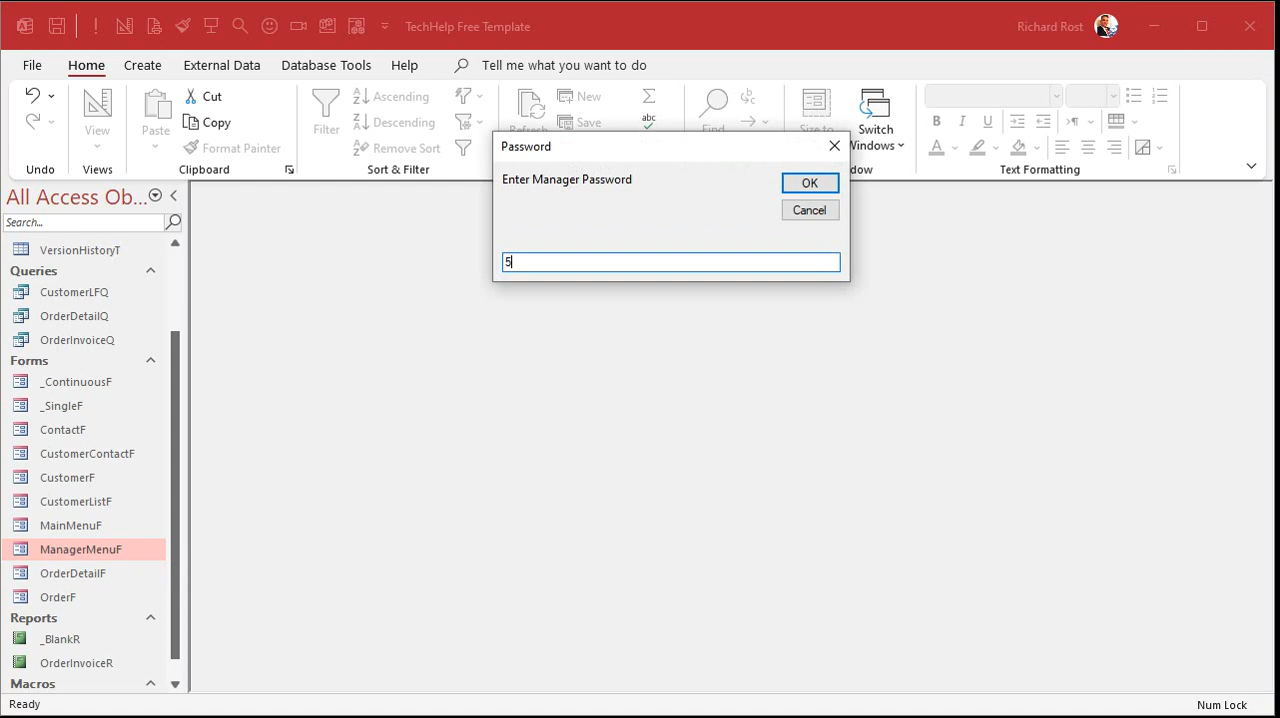 TechHelp Free Template
Richard Rost
File Home Create External Data Database Tools Help Tell me what you want to do
Undo
View
Views
Paste
Cut
Copy
Format Painter
Clipboard
Filter
Ascending
Descending
Remove Sort
Sort & Filter
Refresh
New
Save
Find
Size to
Switch
Windows
B I U
A
Text Formatting
All Access Ob...
Search...
VersionHistoryT
Queries
CustomerLFQ
OrderDetailQ
OrderInvoiceQ
Forms
_ContinuousF
_SingleF
ContactF
CustomerContactF
CustomerF
CustomerListF
MainMenuF
ManagerMenuF
OrderDetailF
OrderF
Reports
_BlankR
OrderInvoiceR
Macros
Password
Enter Manager Password
OK
Cancel
5
Ready
Num Lock